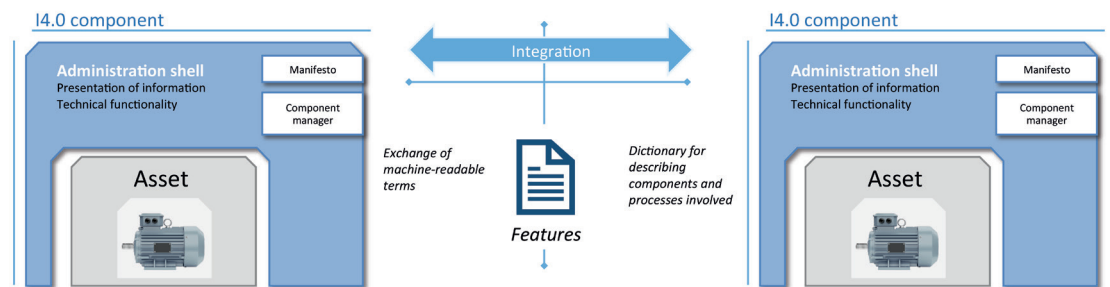 I4.0 component
Administration shell
Presentation of information
Technical functionality
Manifesto
Component
manager
Asset
Integration
Exchange of
machine-readable
terms
Dictionary for
describing
components and
processes involved
Features
I4.0 component
Administration shell
Presentation of information
Technical functionality
Manifesto
Component
manager
Asset